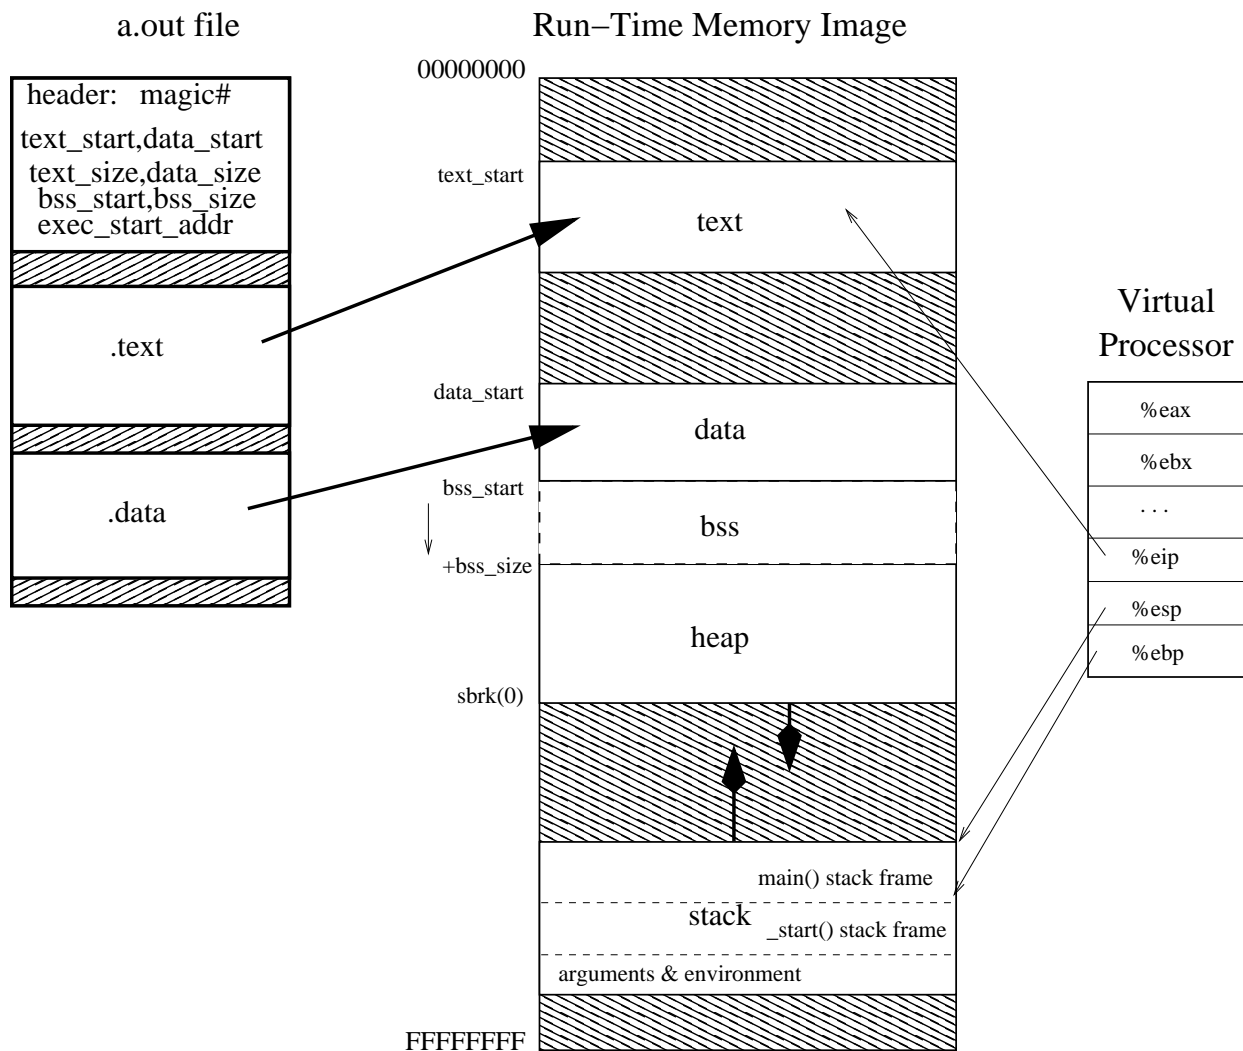 a.out file
header: magic#
text_start,data_start
text_size,data_size
bss_start,bss_size
exec_start_addr
.text
.data
Run−Time Memory Image
00000000
text_start
text
data_start
data
bss_start
bss
+bss_size
heap
sbrk(0)
main() stack frame
stack
_start() stack frame
arguments & environment
FFFFFFFF
Virtual
Processor
%eax
%ebx
. . .
%eip
%esp
%ebp